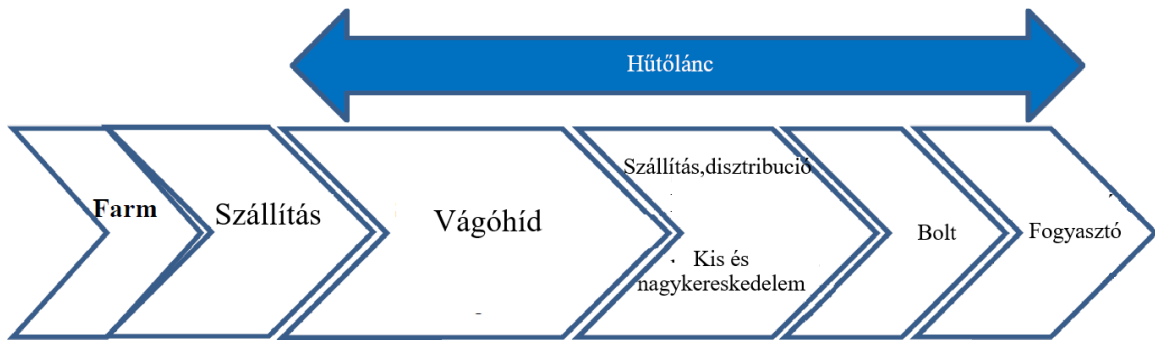 Hűtőlánc
Farm
Szállítás
Vágóhíd
Szállítás,disztribució
Kis és
nagykereskedelem
Bolt
Fogyasztó